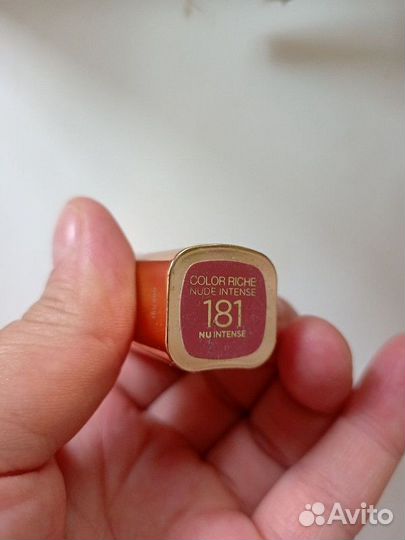 COLOR RICHE
NUDE INTENSE
181
NU INTENSE
Avito